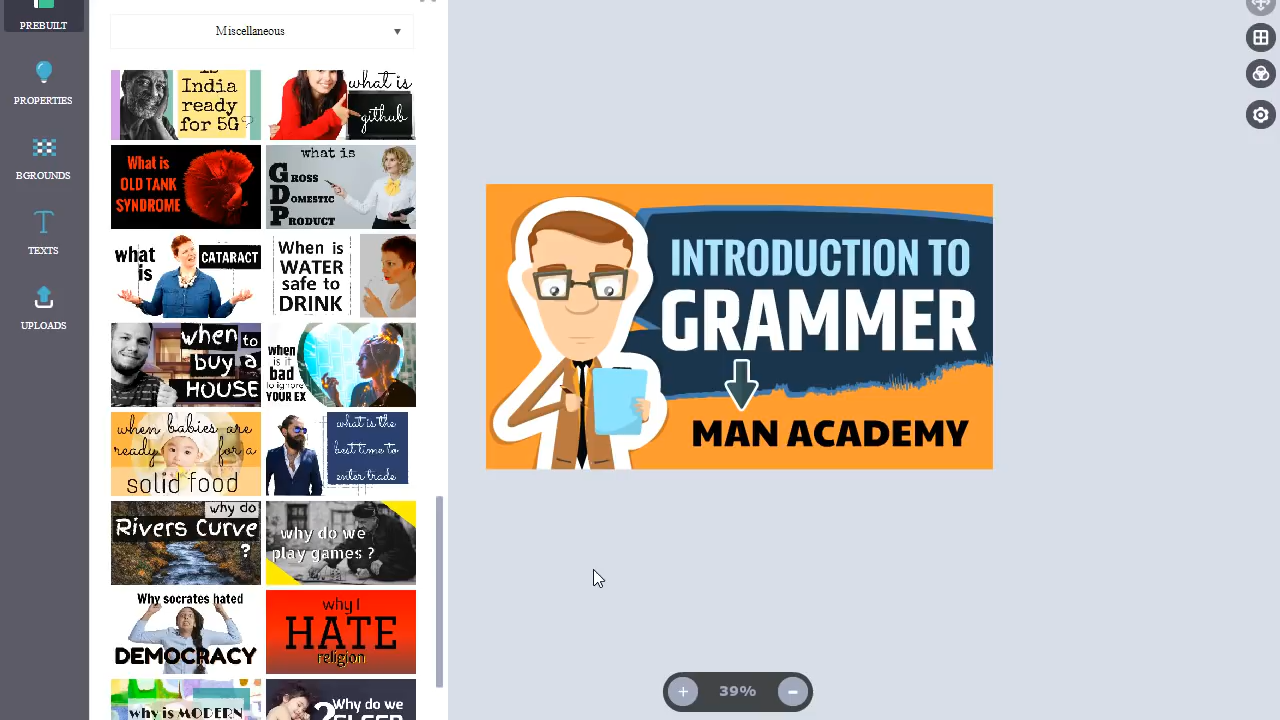 PREBUILT
PROPERTIES
BGROUNDS
TEXTS
UPLOADS
Miscellaneous
India
ready
for 5G?
what is
github
What is
OLD TANK
SYNDROME
what is
GROSS
DOMESTIC
PRODUCT
what
is
CATARACT
When is
WATER
safe to
DRINK
when to
buy a
HOUSE
when
is it
bad
to ignore
YOUR EX
when babies are
ready for a
solid food
what is the
best time to
enter trade
why do
Rivers Curve
?
why do we
play games ?
Why socrates hated
DEMOCRACY
why I
HATE
religion
why is MODERN
Why do we
SLEEP
INTRODUCTION TO
GRAMMER
MAN ACADEMY
39%